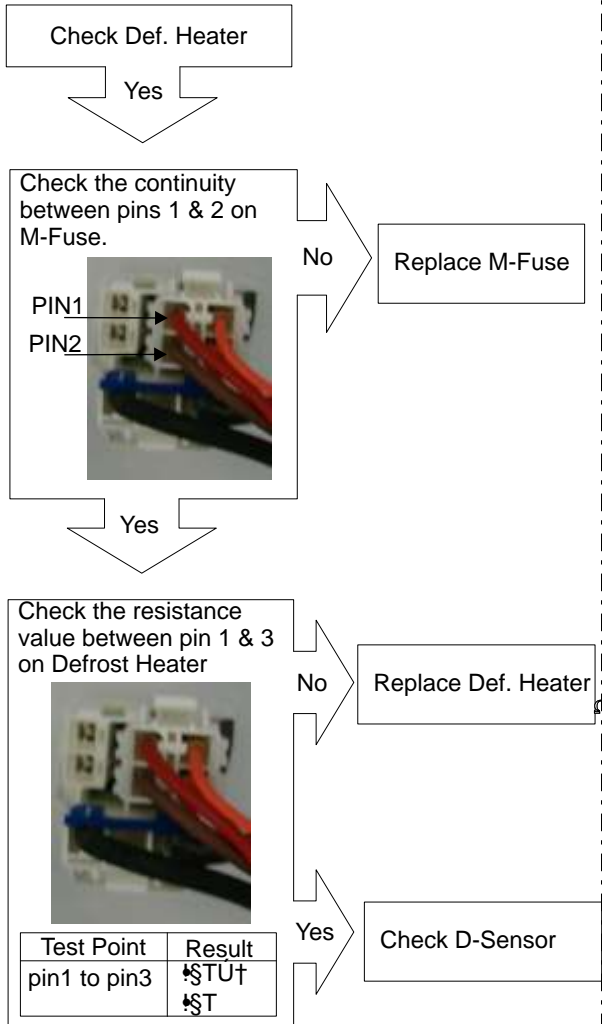 Check Def. Heater
Yes
Check the continuity
between pins 1 & 2 on
M-Fuse.
No
Replace M-Fuse
PIN1
PIN2
Yes
Check the resistance
value between pin 1 & 3
on Defrost Heater
No
Replace Def. Heater
Test Point Result
pin1 to pin3
Yes
Check D-Sensor